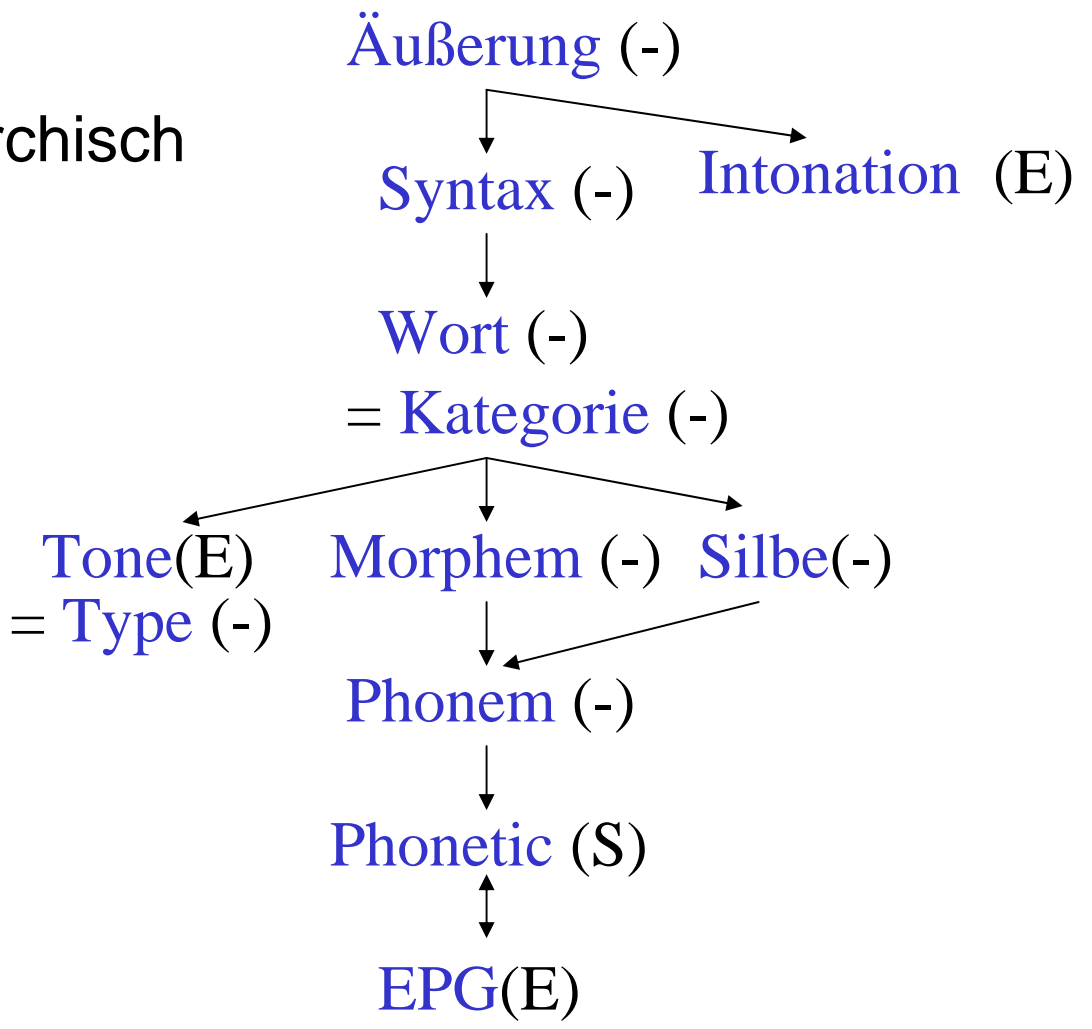 Äußerung (-)
rchisch
Syntax (-)
Intonation (E)
Wort (-)
= Kategorie (-)
Tone(E)
Morphem (-)
Silbe(-)
= Type (-)
Phonem (-)
Phonetic (S)
EPG(E)